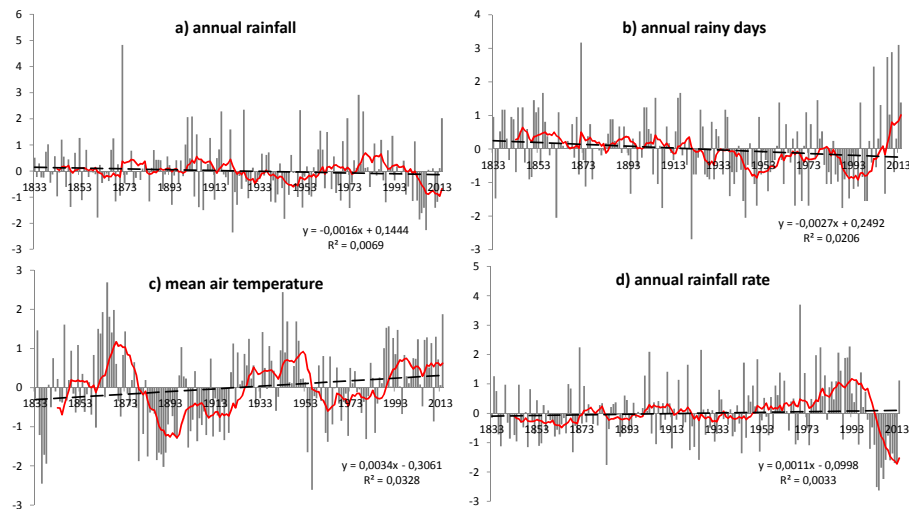 a) annual rainfall
6
5
4
3
2
1
0
-1
-2
-3
1833 1853 1873 1893 1913 1933 1953 1973 1993 2013
y = -0,0016x + 0,1444
R² = 0,0069
b) annual rainy days
4
3
2
1
0
-1
-2
-3
1833 1853 1873 1893 1913 1933 1953 1973 1993 2013
y = -0,0027x + 0,2492
R² = 0,0206
c) mean air temperature
3
2
1
0
-1
-2
-3
1833 1853 1873 1893 1913 1933 1953 1973 1993 2013
y = 0,0034x - 0,3061
R² = 0,0328
d) annual rainfall rate
5
4
3
2
1
0
-1
-2
-3
1833 1853 1873 1893 1913 1933 1953 1973 1993 2013
y = 0,0011x - 0,0998
R² = 0,0033